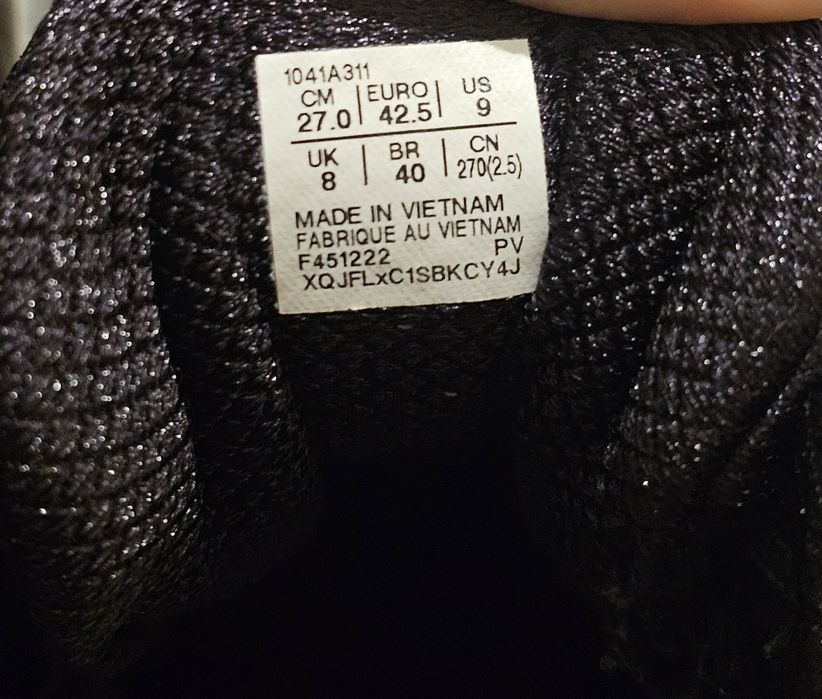 1041A311
CM | EURO | US
27.0 | 42.5 | 9
UK | BR | CN
8 | 40 | 270(2.5)
MADE IN VIETNAM
FABRIQUE AU VIETNAM
F451222 PV
XQJFLxC1SBKCY4J